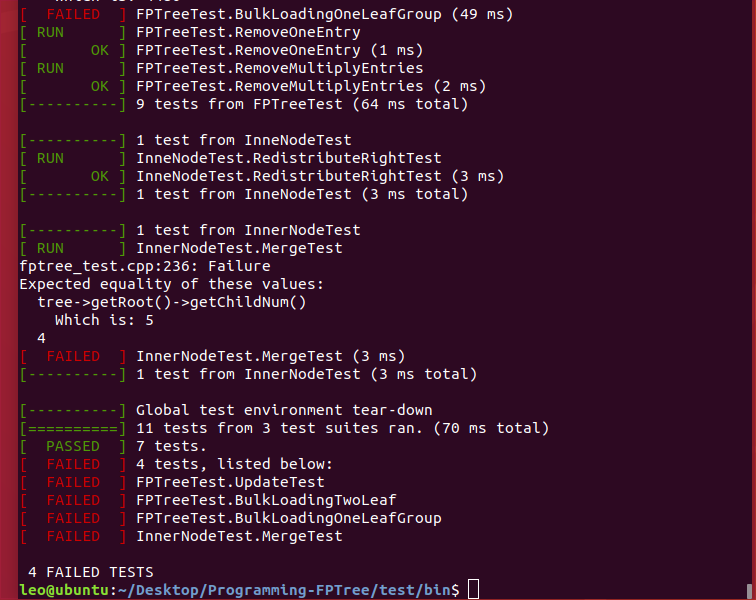 [  FAILED  ] FPTreeTest.BulkLoadingOneLeafGroup (49 ms)
[ RUN      ] FPTreeTest.RemoveOneEntry
[       OK ] FPTreeTest.RemoveOneEntry (1 ms)
[ RUN      ] FPTreeTest.RemoveMultiplyEntries
[       OK ] FPTreeTest.RemoveMultiplyEntries (2 ms)
[----------] 9 tests from FPTreeTest (64 ms total)
[----------] 1 test from InneNodeTest
[ RUN      ] InneNodeTest.RedistributeRightTest
[       OK ] InneNodeTest.RedistributeRightTest (3 ms)
[----------] 1 test from InneNodeTest (3 ms total)
[----------] 1 test from InnerNodeTest
[ RUN      ] InnerNodeTest.MergeTest
fptree_test.cpp:236: Failure
Expected equality of these values:
  tree->getRoot()->getChildNum()
    Which is: 5
  4
[  FAILED  ] InnerNodeTest.MergeTest (3 ms)
[----------] 1 test from InnerNodeTest (3 ms total)
[----------] Global test environment tear-down
[==========] 11 tests from 3 test suites ran. (70 ms total)
[  PASSED  ] 7 tests.
[  FAILED  ] 4 tests, listed below:
[  FAILED  ] FPTreeTest.UpdateTest
[  FAILED  ] FPTreeTest.BulkLoadingTwoLeaf
[  FAILED  ] FPTreeTest.BulkLoadingOneLeafGroup
[  FAILED  ] InnerNodeTest.MergeTest
 4 FAILED TESTS
leo@ubuntu:~/Desktop/Programming-FPTree/test/bin$